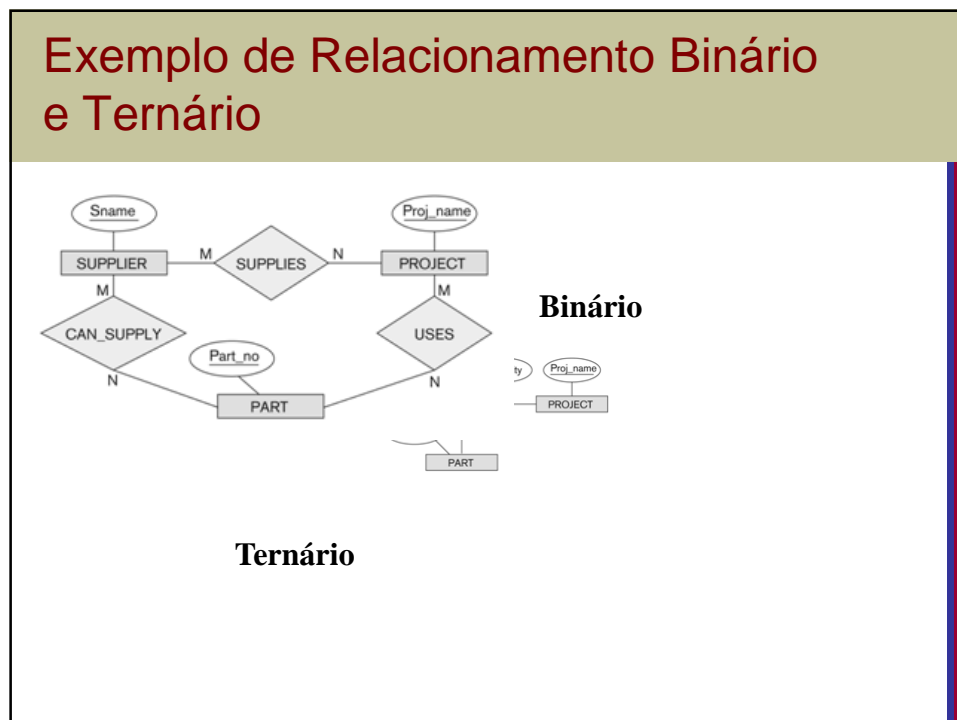 Exemplo de Relacionamento Binário
e Ternário
Sname
Proj_name
SUPPLIER
M
SUPPLIES
N
PROJECT
M
M
CAN_SUPPLY
USES
Binário
Part_no
N
N
PART
ty
Proj_name
PROJECT
PART
Ternário